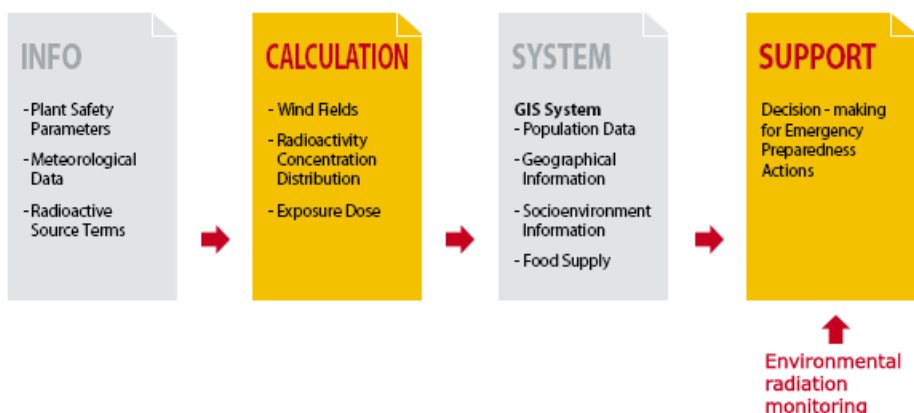 INFO
-Plant Safety
Parameters
-Meteorological
Data
-Radioactive
Source Terms
CALCULATION
- Wind Fields
- Radioactivity
Concentration
Distribution
- Exposure Dose
SYSTEM
GIS System
- Population Data
-Geographical
Information
-Socioenvironment
Information
- Food Supply
SUPPORT
Decision - making
for Emergency
Preparedness
Actions
Environmental
radiation
monitoring